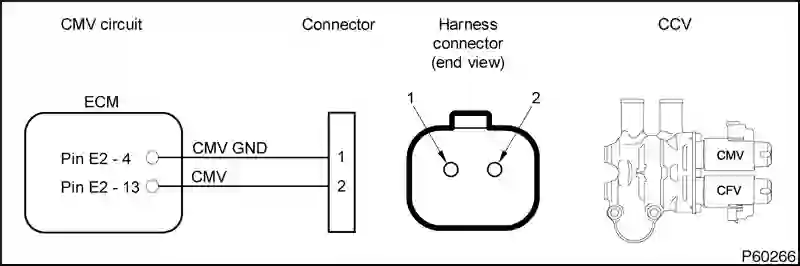 CMV circuit
Connector
Harness
connector
(end view)
CCV
ECM
1
2
Pin E2 - 4
CMV GND
1
CMV
Pin E2 - 13
CMV
2
CFV
P60266